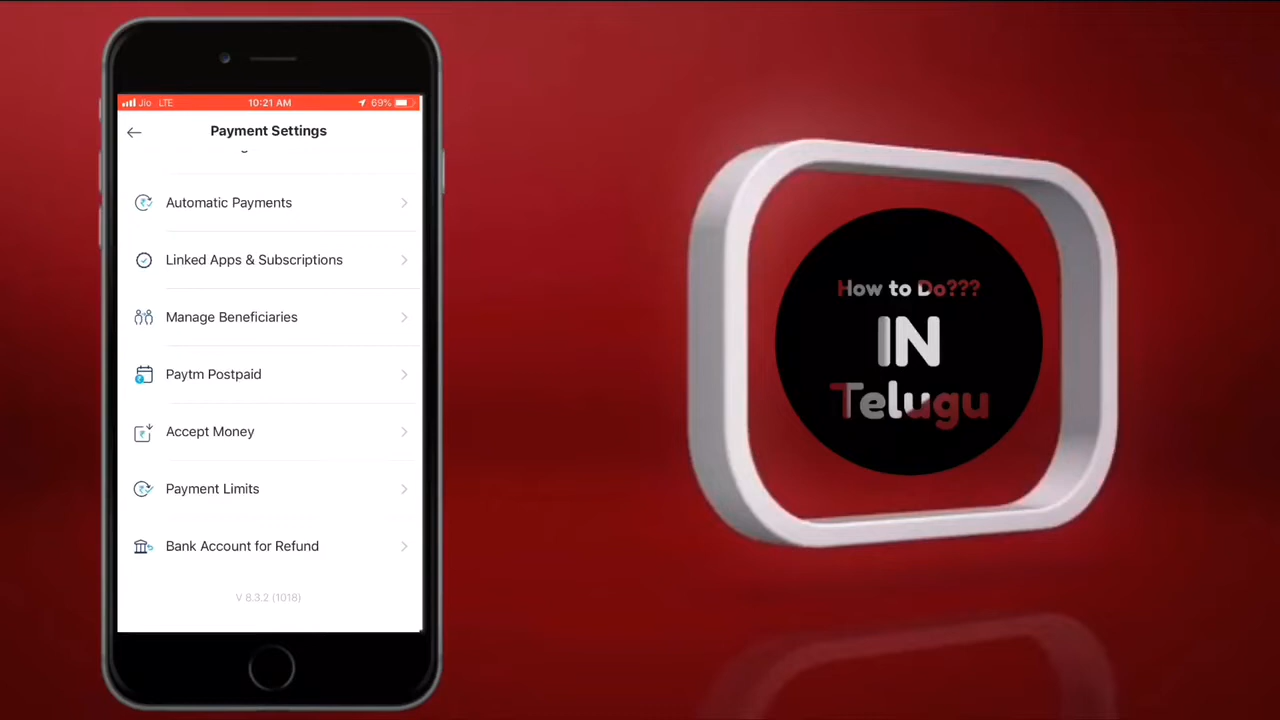 Jio LTE 10:21 AM 69%
Payment Settings
Automatic Payments
Linked Apps & Subscriptions
Manage Beneficiaries
Paytm Postpaid
Accept Money
Payment Limits
Bank Account for Refund
V 8.3.2 (1018)
How to Do???
IN
Telugu